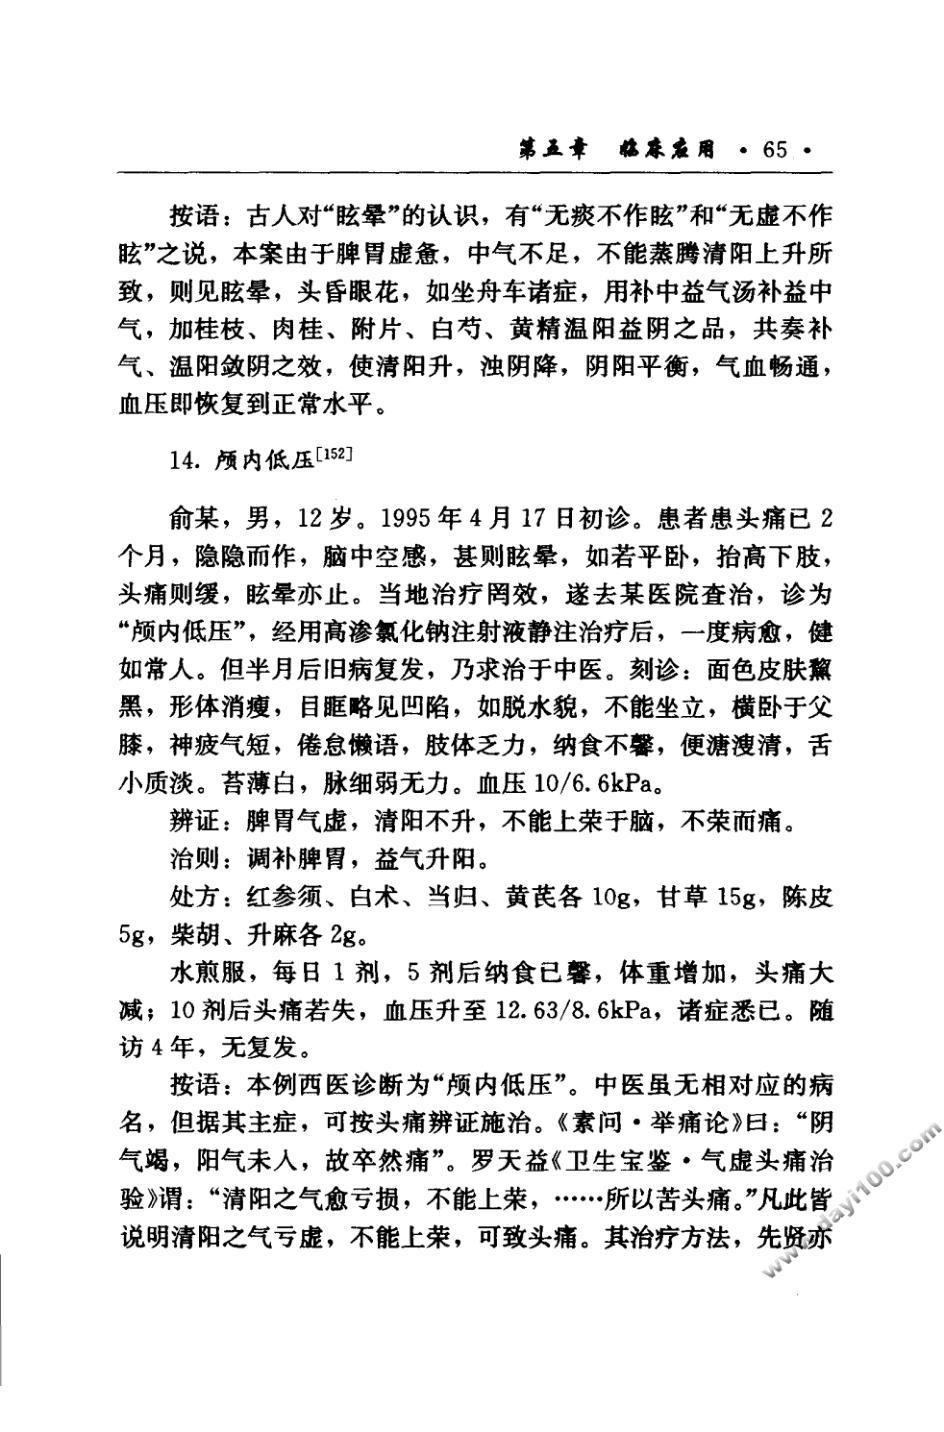 第五章 临床应用 · 65 ·
按语：古人对“眩晕”的认识，有“无痰不作眩”和“无虚不作
眩”之说，本案由于脾胃虚惫，中气不足，不能蒸腾清阳上升所
致，则见眩晕，头昏眼花，如坐舟车诸症，用补中益气汤补益中
气，加桂枝、肉桂、附片、白芍、黄精温阳益阴之品，共奏补
气、温阳敛阴之效，使清阳升，浊阴降，阴阳平衡，气血畅通，
血压即恢复到正常水平。
14. 颅内低压[152]
俞某，男，12 岁。1995 年 4 月 17 日初诊。患者患头痛已 2
个月，隐隐而作，脑中空感，甚则眩晕，如若平卧，抬高下肢，
头痛则缓，眩晕亦止。当地治疗罔效，遂去某医院查治，诊为
“颅内低压”，经用高渗氯化钠注射液静注治疗后，一度病愈，健
如常人。但半月后旧病复发，乃求治于中医。刻诊：面色皮肤黧
黑，形体消瘦，目眶略见凹陷，如脱水貌，不能坐立，横卧于父
膝，神疲气短，倦怠懒语，肢体乏力，纳食不馨，便溏溲清，舌
小质淡。苔薄白，脉细弱无力。血压 10/6.6kPa。
辨证：脾胃气虚，清阳不升，不能上荣于脑，不荣而痛。
治则：调补脾胃，益气升阳。
处方：红参须、白术、当归、黄芪各 10g，甘草 15g，陈皮
5g，柴胡、升麻各 2g。
水煎服，每日 1 剂，5 剂后纳食已馨，体重增加，头痛大
减；10 剂后头痛若失，血压升至 12.63/8.6kPa，诸症悉已。随
访 4 年，无复发。
按语：本例西医诊断为“颅内低压”。中医虽无相对应的病
名，但据其主症，可按头痛辨证施治。《素问·举痛论》曰：“阴
气竭，阳气未人，故卒然痛”。罗天益《卫生宝鉴·气虚头痛治
验》谓：“清阳之气愈亏损，不能上荣，……所以苦头痛。”凡此皆
说明清阳之气亏虚，不能上荣，可致头痛。其治疗方法，先贤亦
www.dayi100.com